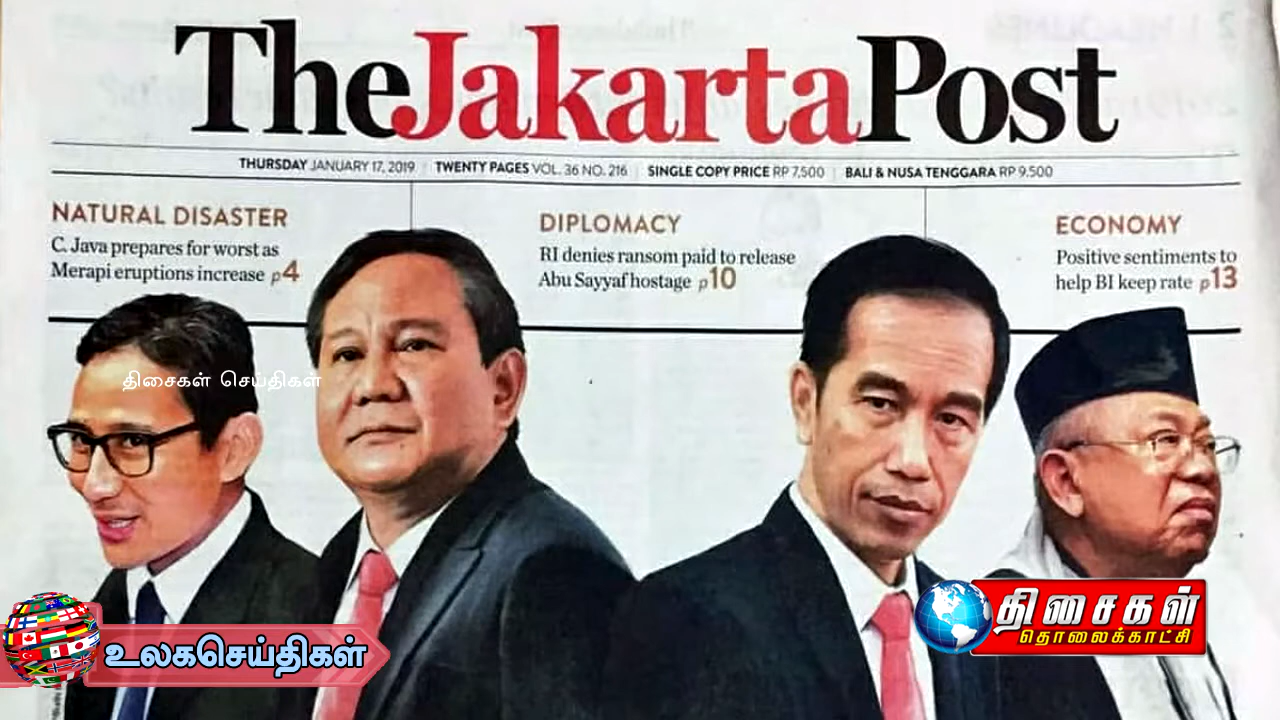 The Jakarta Post
THURSDAY JANUARY 17, 2019 | TWENTY PAGES VOL. 36 NO. 216 | SINGLE COPY PRICE RP 7,500 | BALI & NUSA TENGGARA RP 9,500
NATURAL DISASTER
C. Java prepares for worst as
Merapi eruptions increase p4
DIPLOMACY
RI denies ransom paid to release
Abu Sayyaf hostage p10
ECONOMY
Positive sentiments to
help BI keep rate p13
திசைகள் செய்திகள்
திசைகள்
தொலைக்காட்சி
உலகசெய்திகள்